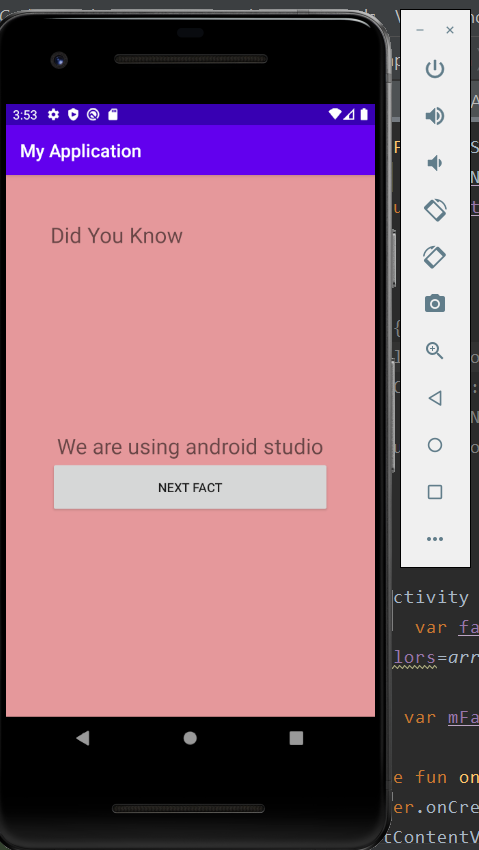 3:53
My Application
Did You Know
We are using android studio
NEXT FACT
ctivity
var fa
lors=arr
var mFa
e fun on
er.onCre
tContentV